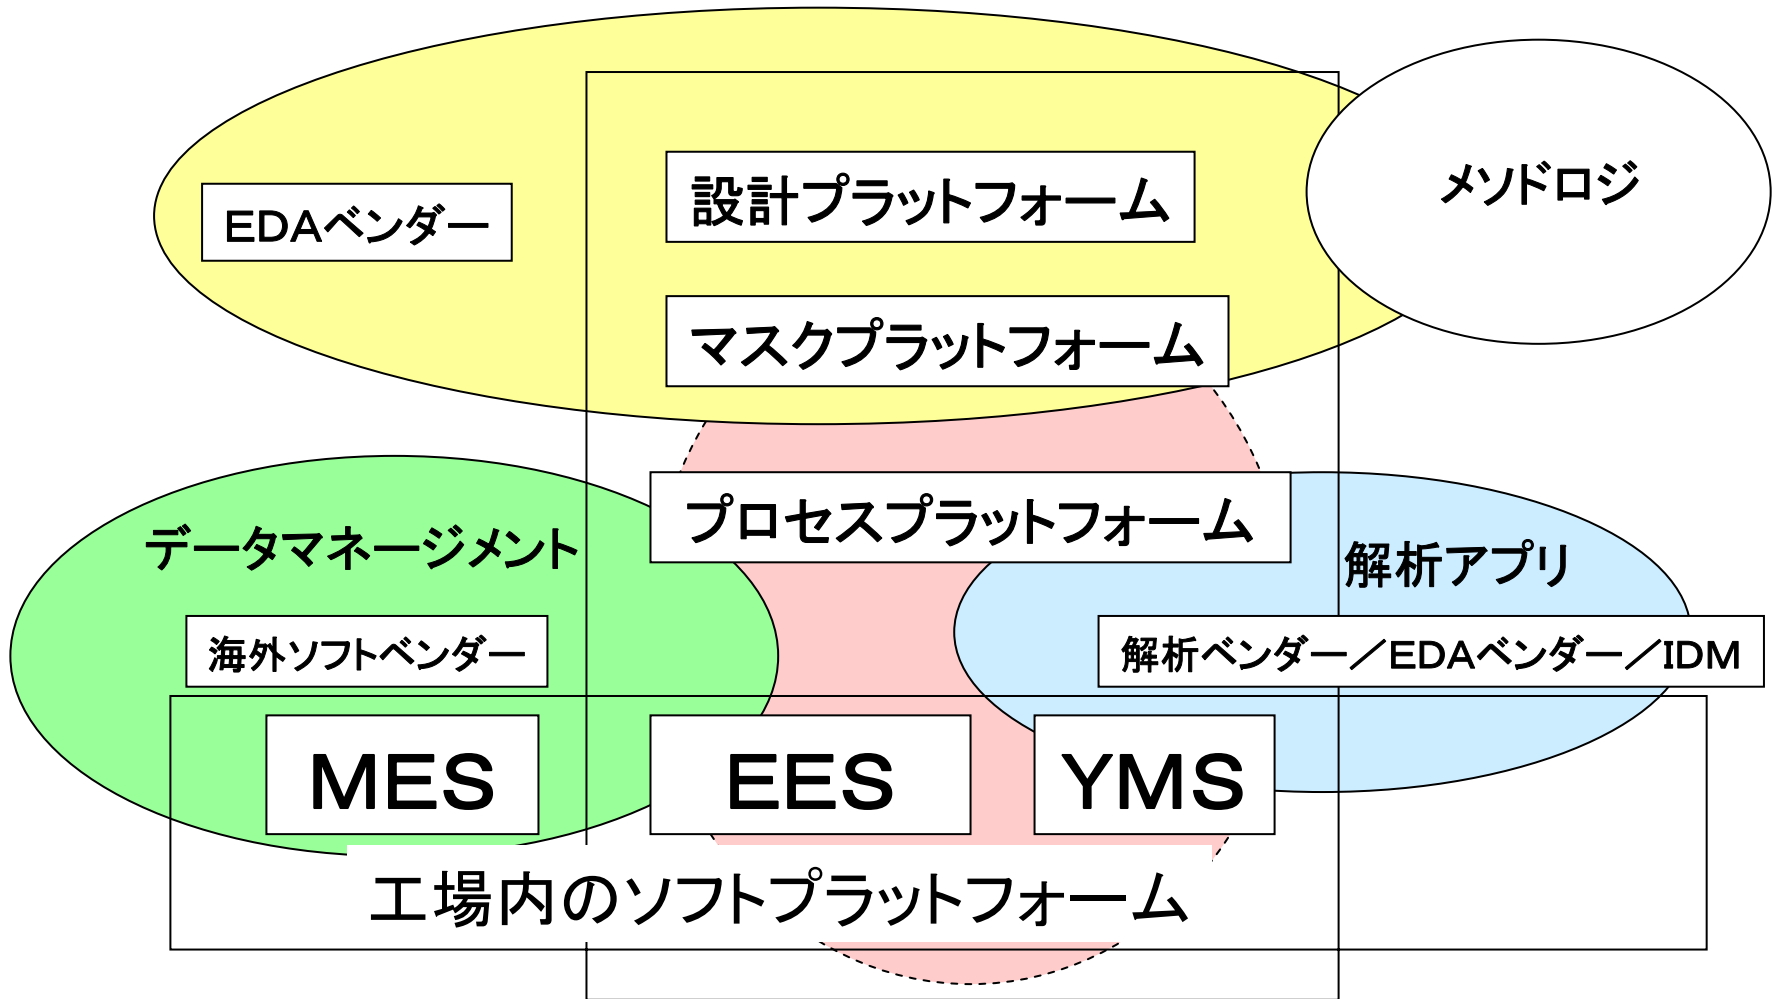 設計プラットフォーム
メソドロジ
EDAベンダー
マスクプラットフォーム
プロセスプラットフォーム
データマネージメント
解析アプリ
海外ソフトベンダー
解析ベンダー／EDAベンダー／IDM
MES
EES
YMS
工場内のソフトプラットフォーム